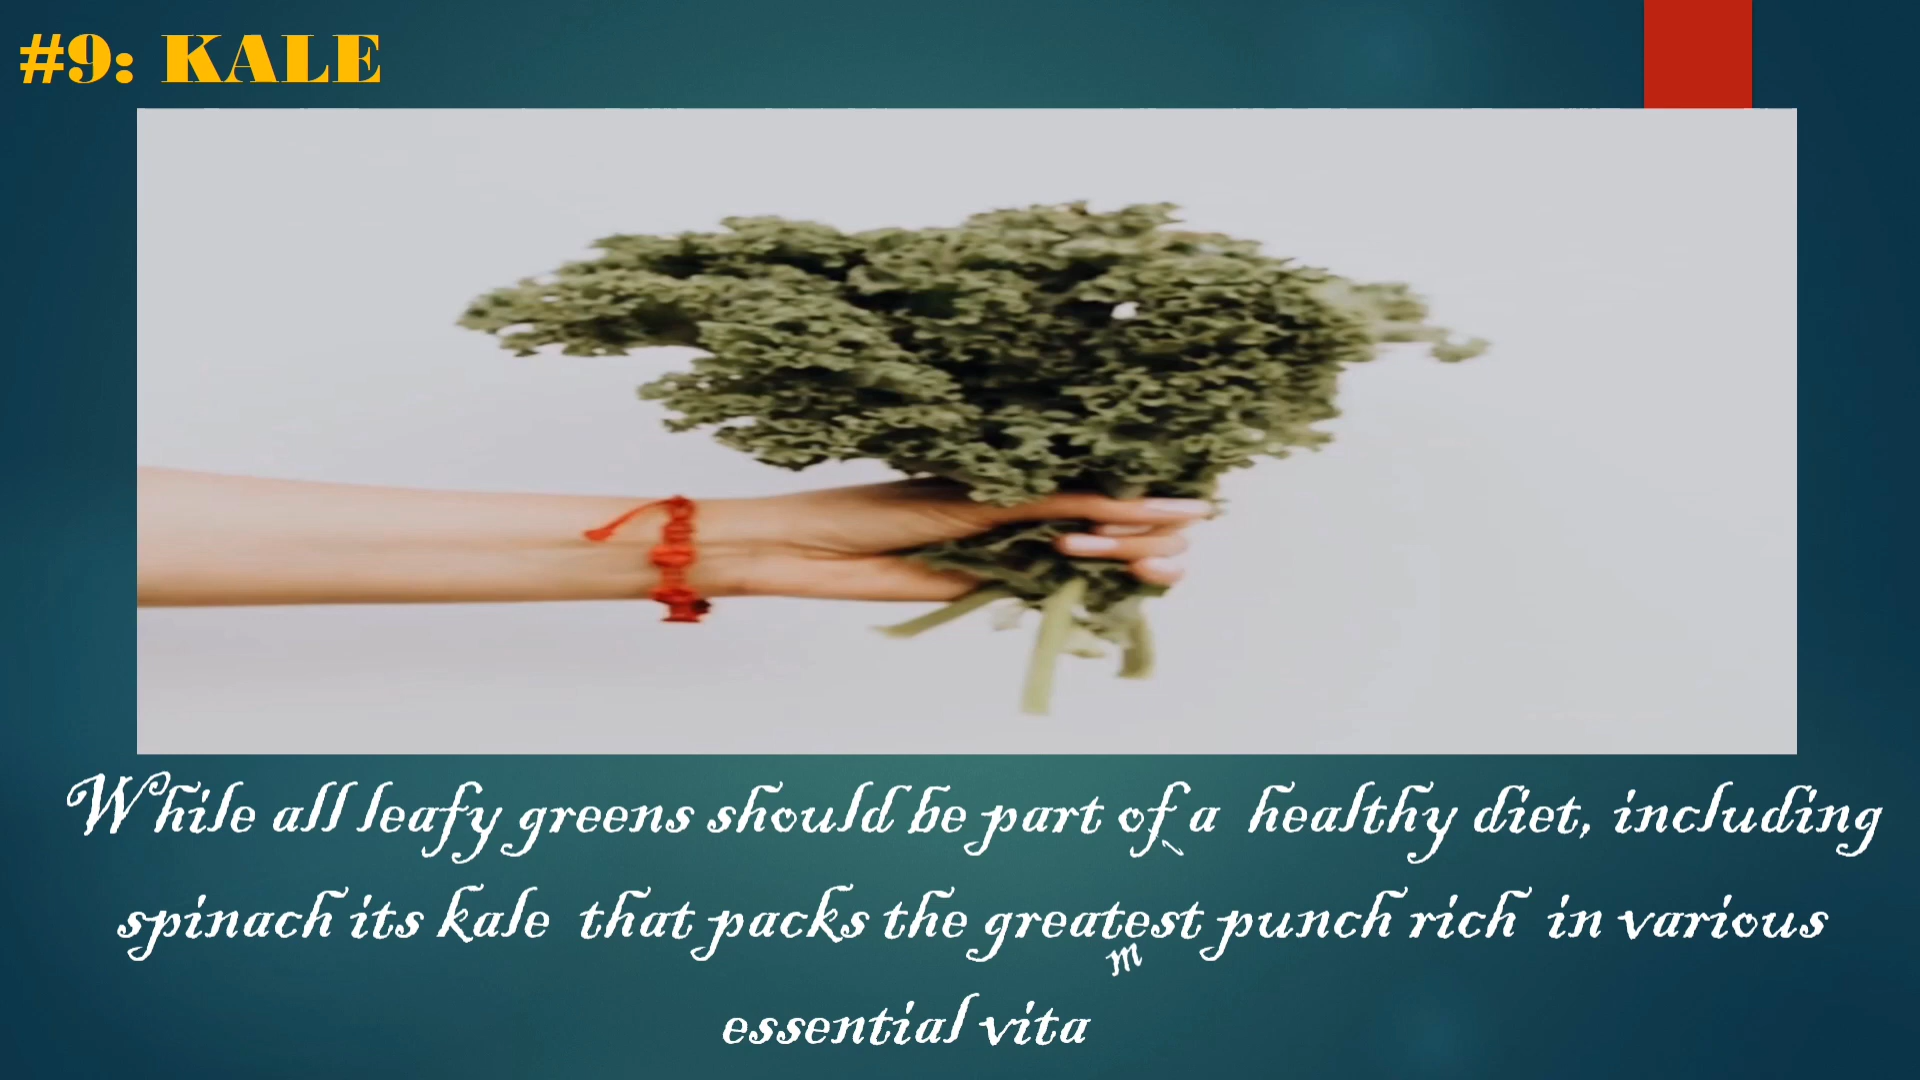 #9: KALE
While all leafy greens should be part of a healthy diet, including
spinach its kale that packs the greatest punch rich in various
m
essential vita